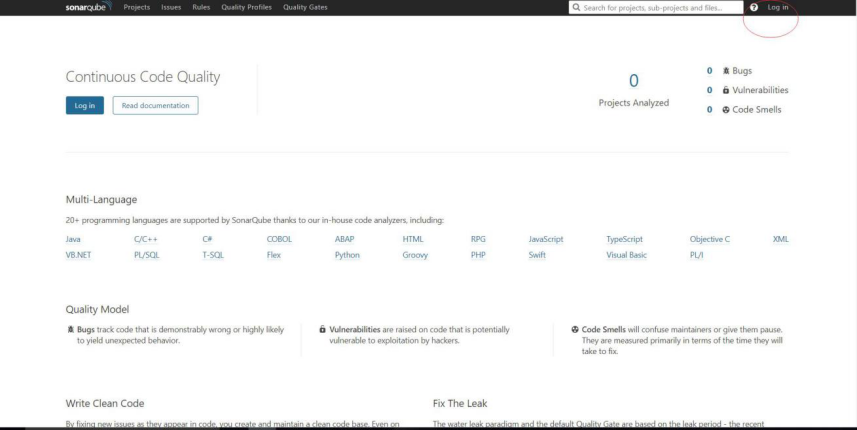 sonarqube Projects Issues Rules Quality Profiles Quality Gates Search for projects, sub-projects and files... ? Log in
Continuous Code Quality
Log in Read documentation
0
Projects Analyzed
0 Bugs
0 Vulnerabilities
0 Code Smells
Multi-Language
20+ programming languages are supported by SonarQube thanks to our in-house code analyzers, including:
Java C/C++ C# COBOL ABAP HTML RPG JavaScript TypeScript Objective C XML
VB.NET PL/SQL T-SQL Flex Python Groovy PHP Swift Visual Basic PL/I
Quality Model
Bugs track code that is demonstrably wrong or highly likely
to yield unexpected behavior.
Vulnerabilities are raised on code that is potentially
vulnerable to exploitation by hackers.
Code Smells will confuse maintainers or give them pause.
They are measured primarily in terms of the time they will
take to fix.
Write Clean Code
By fixing new issues as they appear in code, you create and maintain a clean code base. Even on
Fix The Leak
The water leak paradigm and the default Quality Gate are based on the leak period - the recent